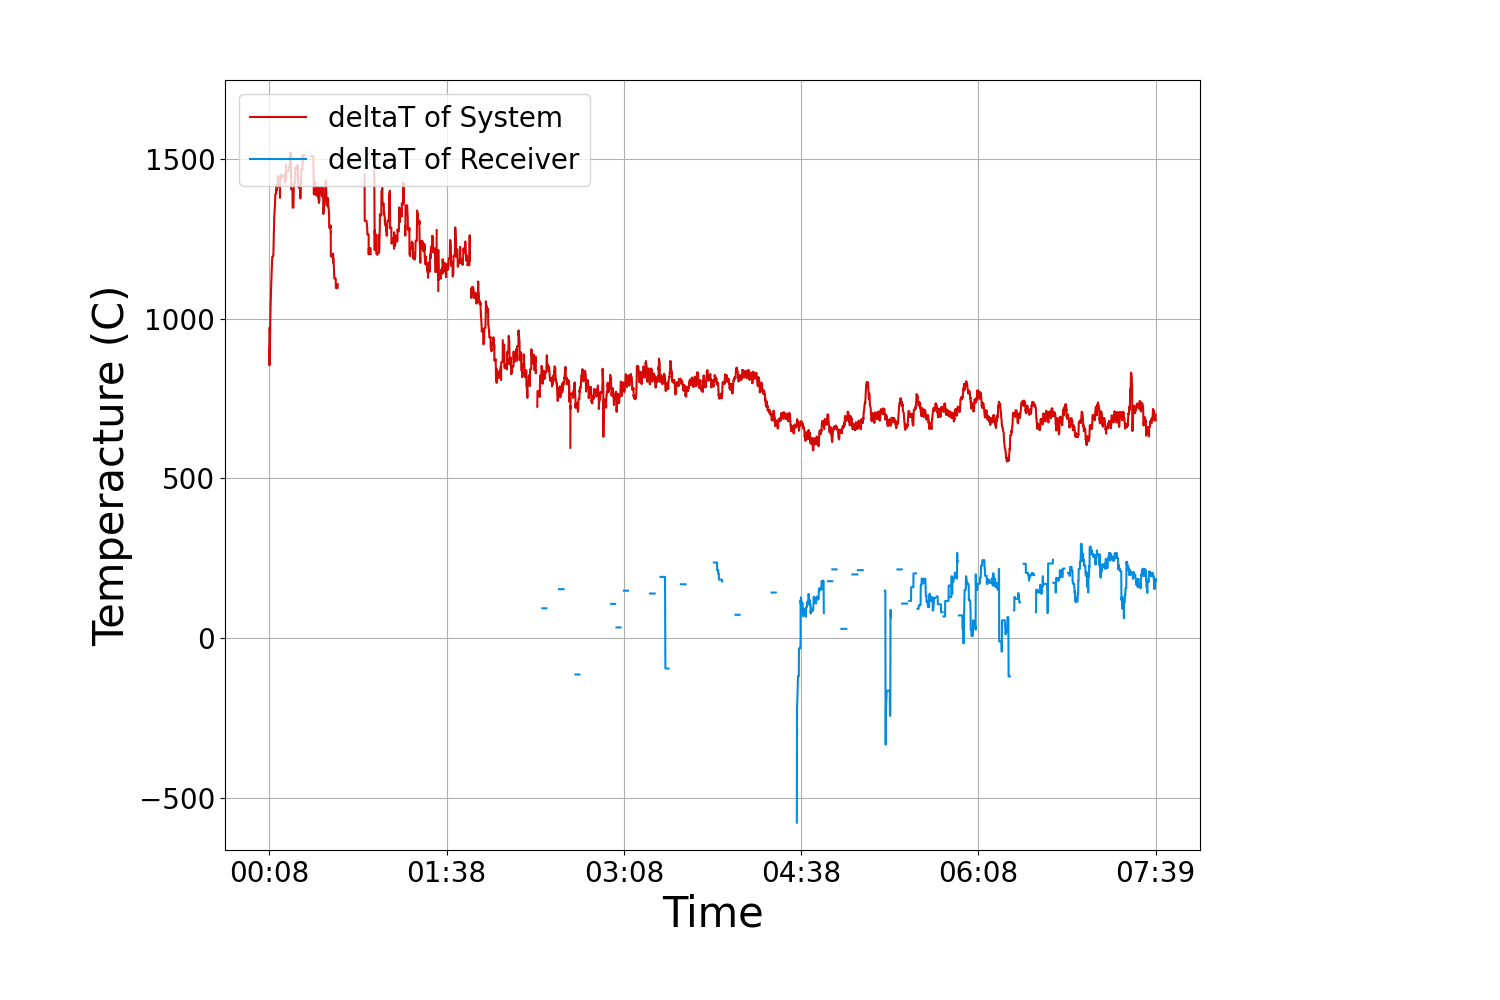 deltaT of System
deltaT of Receiver
1500
1000
500
0
−500
Temperacture (C)
00:08 01:38 03:08 04:38 06:08 07:39
Time